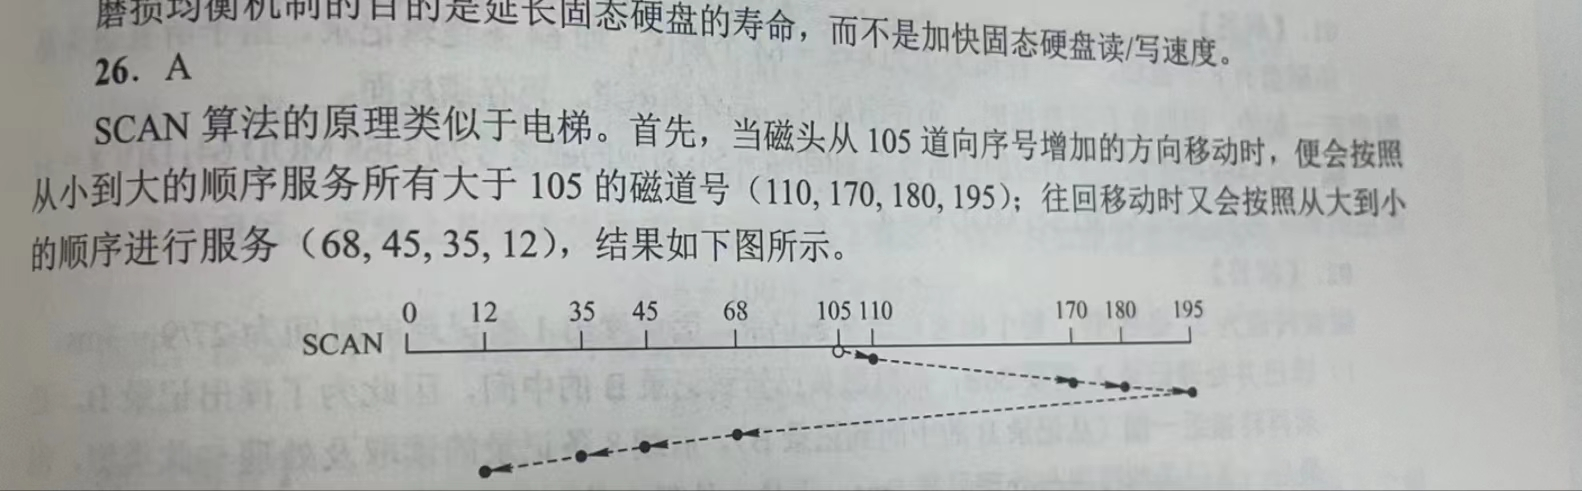 磨损均衡机制的目的是延长固态硬盘的寿命，而不是加快固态硬盘读/写速度。
26. A
SCAN 算法的原理类似于电梯。首先，当磁头从 105 道向序号增加的方向移动时，便会按照
从小到大的顺序服务所有大于 105 的磁道号（110, 170, 180, 195）；往回移动时又会按照从大到小
的顺序进行服务（68, 45, 35, 12），结果如下图所示。
0 12 35 45 68 105 110 170 180 195
SCAN